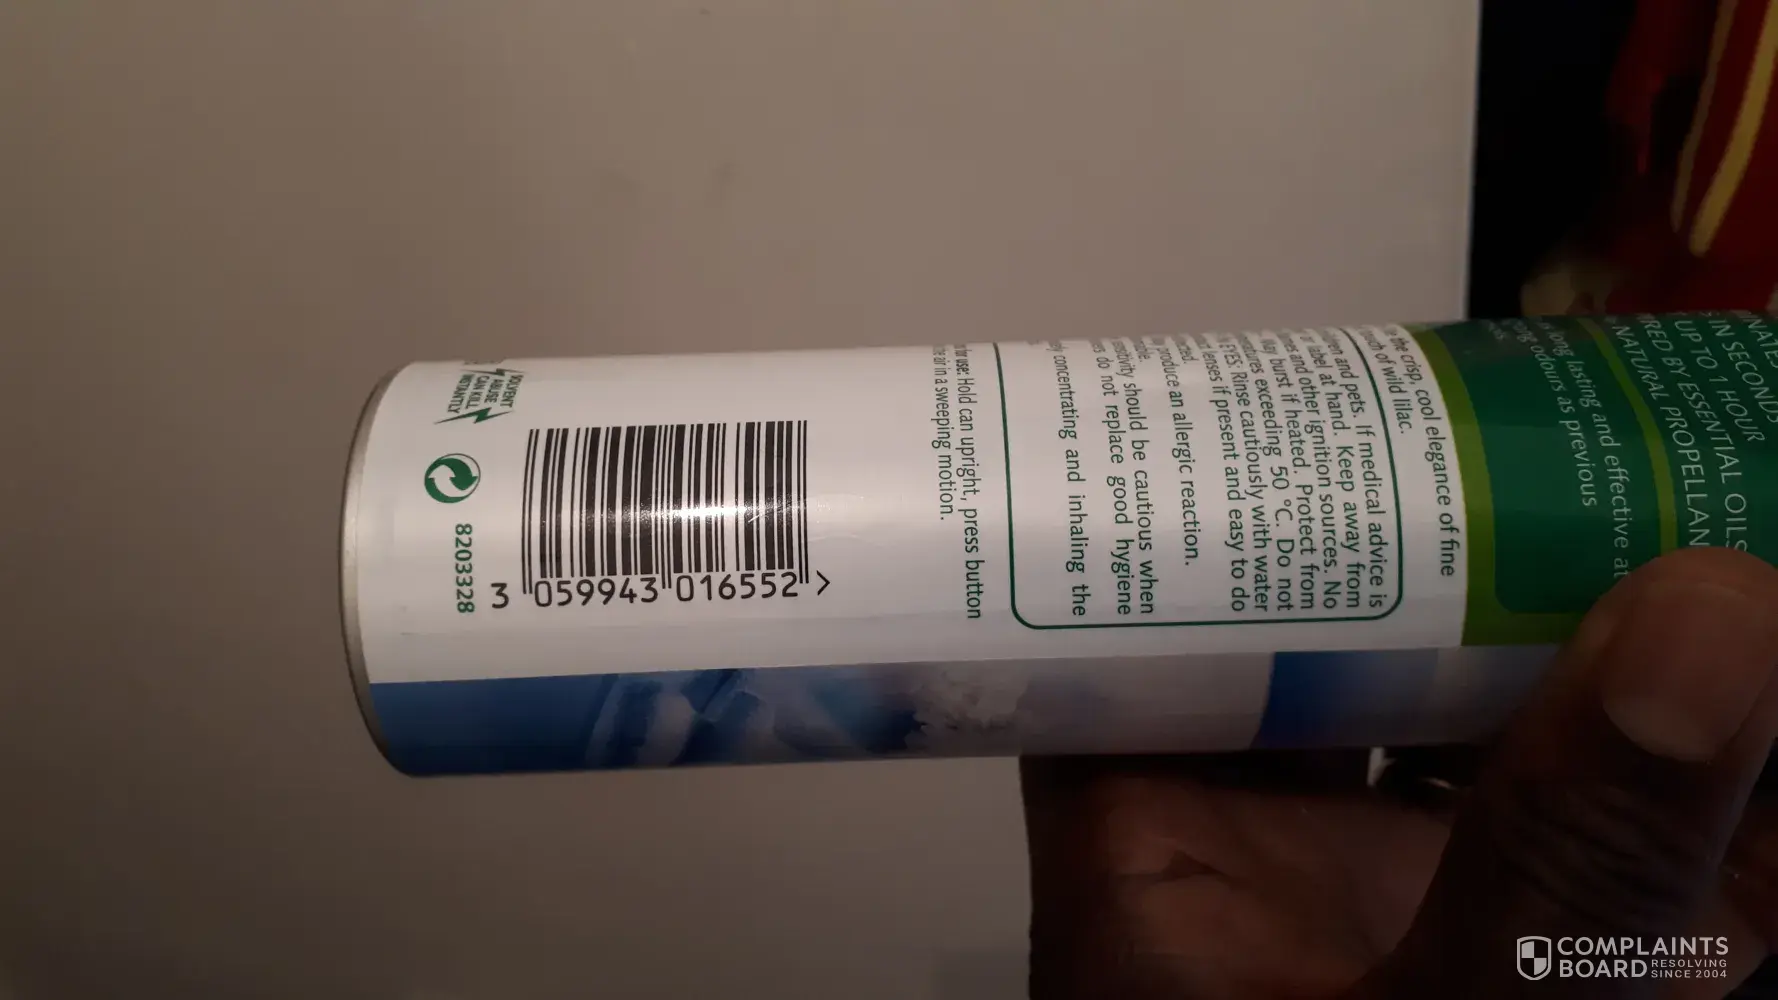 NATED
IN SECONDS
UP TO 1 HOUR
ESSENTIAL OILS
NATURAL PROPELLAN
long lasting and effective at
odours as previous
the crisp, cool elegance of fine
touch of wild lilac.
and pets. If medical advice is
label at hand. Keep away from
and other ignition sources. No
burst if heated. Protect from
exceeding 50 °C. Do not
EYES: Rinse cautiously with water
lenses if present and easy to do
produce an allergic reaction.
should be cautious when
do not replace good hygiene
concentrating and inhaling the
use: Hold can upright, press button
the air in a sweeping motion.
3 059943 016552 >
SOLVENT
ABUSE
CAN KILL
INSTANTLY
8203328
COMPLAINTS
BOARD RESOLVING
SINCE 2004